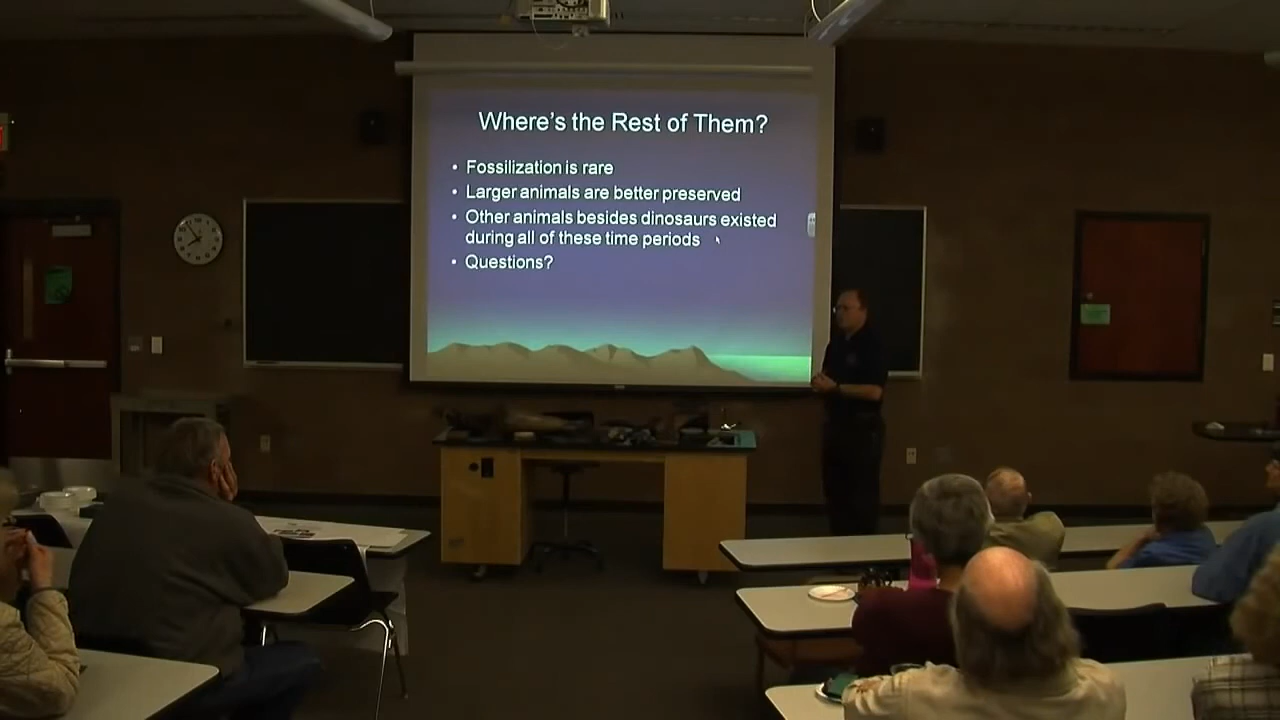 Where's the Rest of Them?
• Fossilization is rare
• Larger animals are better preserved
• Other animals besides dinosaurs existed
during all of these time periods
• Questions?